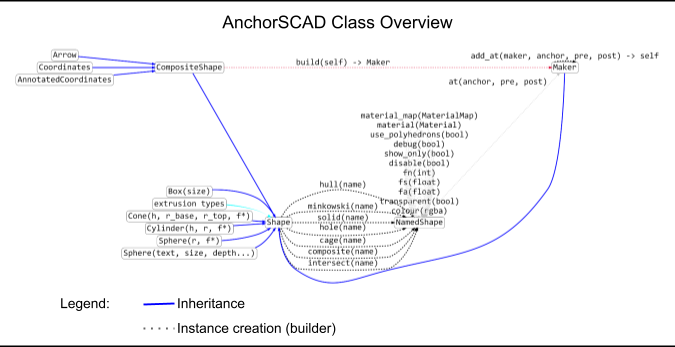 AnchorSCAD Class Overview
Arrow
Coordinates
AnnotatedCoordinates
CompositeShape
build(self) -> Maker
add_at(maker, anchor, pre, post) -> self
Maker
at(anchor, pre, post)
material_map(MaterialMap)
material(Material)
use_polyhedrons(bool)
debug(bool)
show_only(bool)
disable(bool)
fn(int)
fs(float)
fa(float)
transparent(bool)
colour(rgba)
NamedShape
Box(size)
extrusion types
Cone(h, r_base, r_top, f*)
Cylinder(h, r, f*)
Sphere(r, f*)
Sphere(text, size, depth...)
Shape
hull(name)
minkowski(name)
solid(name)
hole(name)
cage(name)
composite(name)
intersect(name)
Legend:
Inheritance
Instance creation (builder)